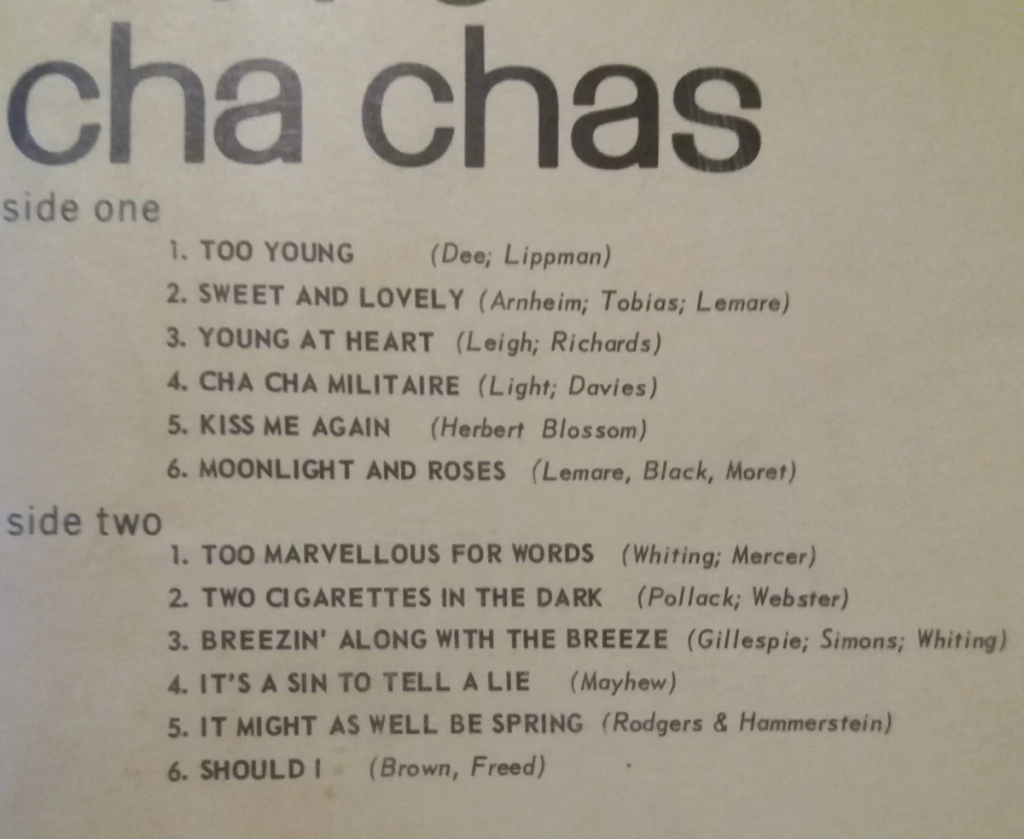 cha chas
side one
1. TOO YOUNG (Dee; Lippman)
2. SWEET AND LOVELY (Arnheim; Tobias; Lemare)
3. YOUNG AT HEART (Leigh; Richards)
4. CHA CHA MILITAIRE (Light; Davies)
5. KISS ME AGAIN (Herbert Blossom)
6. MOONLIGHT AND ROSES (Lemare, Black, Moret)
side two
1. TOO MARVELLOUS FOR WORDS (Whiting; Mercer)
2. TWO CIGARETTES IN THE DARK (Pollack; Webster)
3. BREEZIN' ALONG WITH THE BREEZE (Gillespie; Simons; Whiting)
4. IT'S A SIN TO TELL A LIE (Mayhew)
5. IT MIGHT AS WELL BE SPRING (Rodgers & Hammerstein)
6. SHOULD I (Brown, Freed)